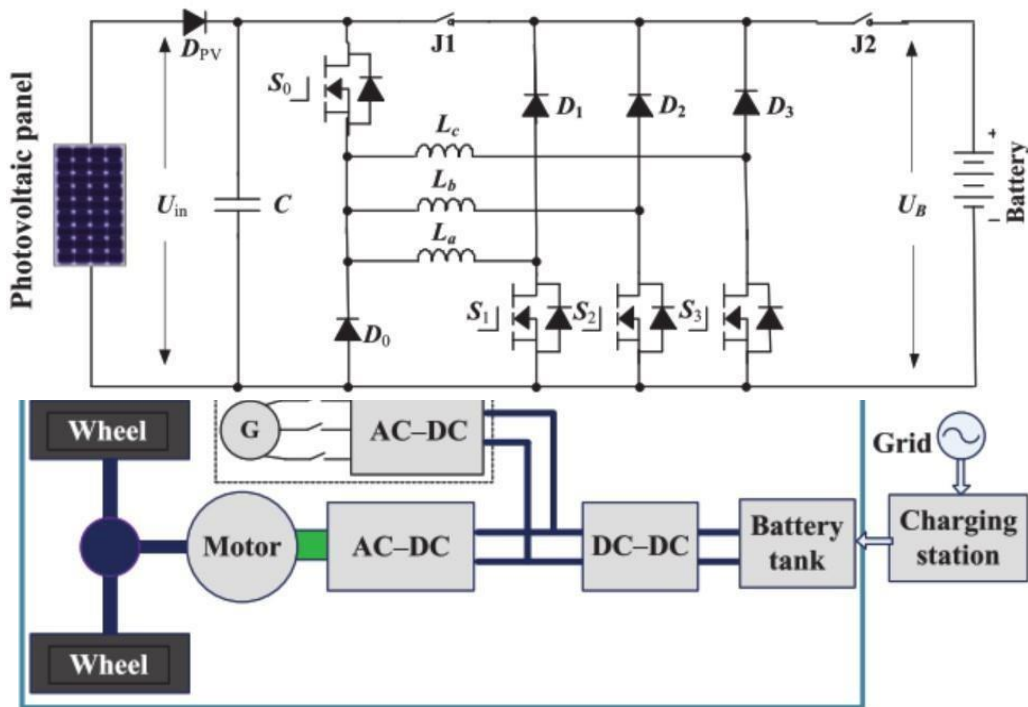 J1
J2
D_PV
S_0
D_1
D_2
D_3
L_c
L_b
L_a
Photovoltaic panel
U_in
C
U_B
+
−
Battery
S_1
S_2
S_3
D_0
Wheel
G
AC–DC
Grid
Motor
AC–DC
DC–DC
Battery
tank
Charging
station
Wheel